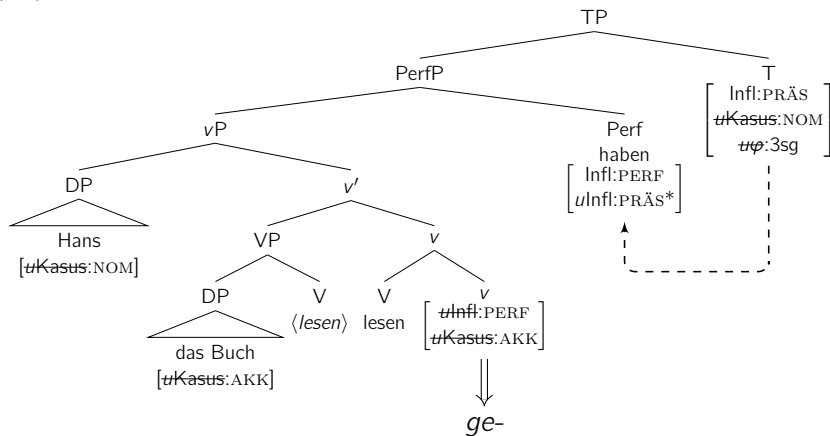 TP
PerfP
T
Infl:PRÄS
uKasus:NOM
uφ:3sg
vP
Perf
haben
Infl:PERF
uInfl:PRÄS*
DP
v′
Hans
[uKasus:NOM]
VP
v
DP
V
V
v
⟨lesen⟩
lesen
uInfl:PERF
uKasus:AKK
das Buch
[uKasus:AKK]
ge-